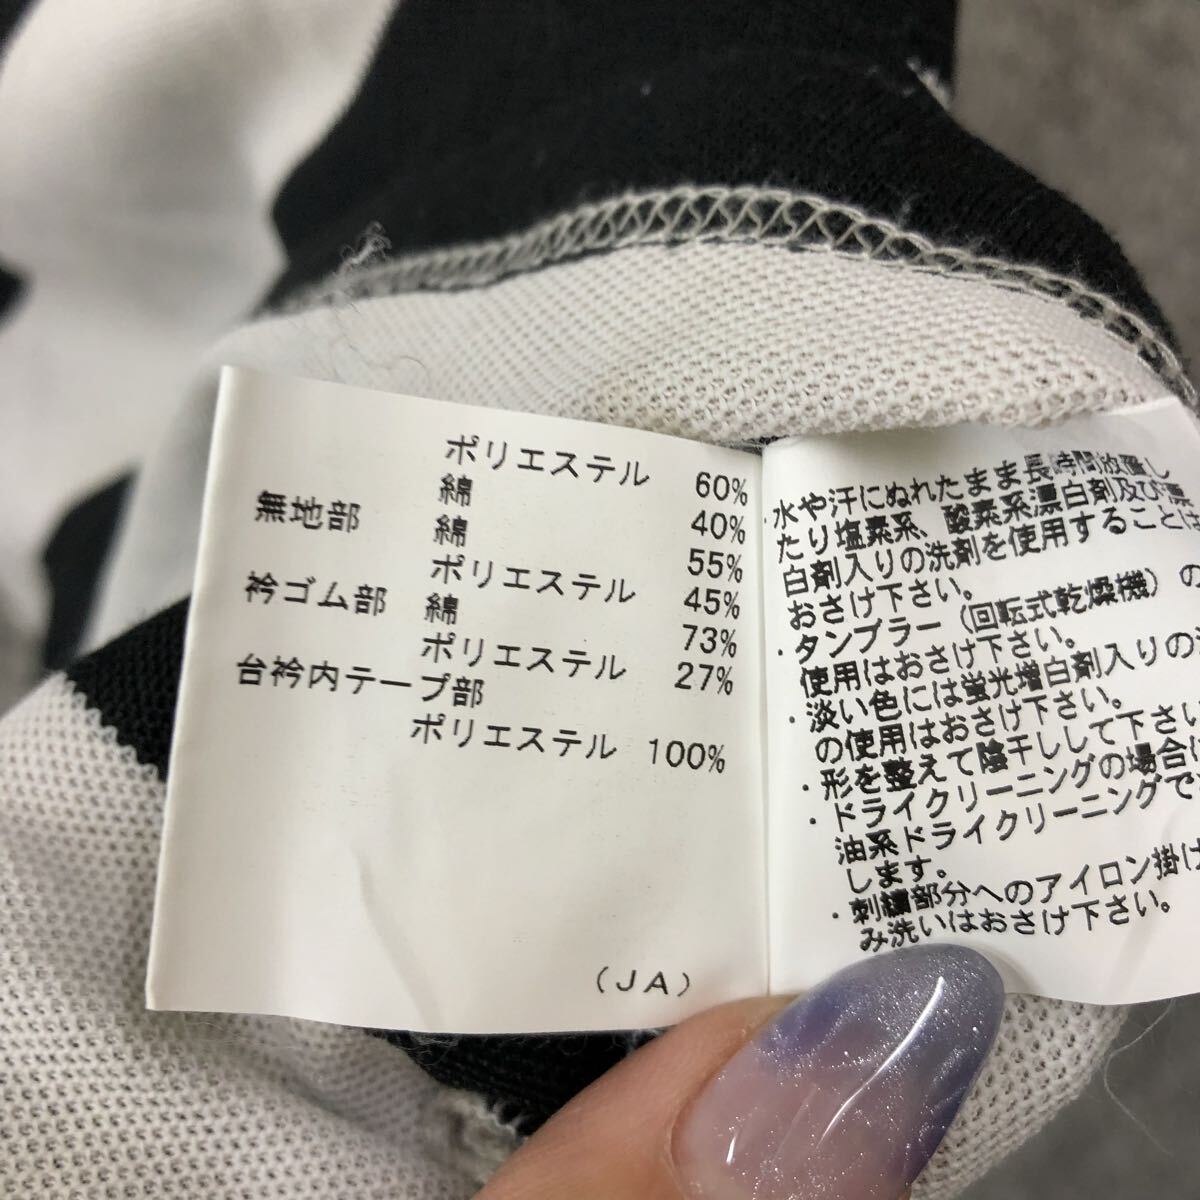 ポリエステル 60%
綿 40%
無地部 綿 55%
ポリエステル 45%
衿ゴム部 綿 73%
ポリエステル 27%
台衿内テープ部
ポリエステル 100%
(JA)
・水や汗にぬれたまま長時間放置し
たり塩素系、酸素系漂白剤及び漂
白剤入りの洗剤を使用することは
おさけ下さい。
・タンブラー(回転式乾燥機)の
使用はおさけ下さい。
・淡い色には蛍光増白剤入りの
の使用はおさけ下さい。
・形を整えて陰干しして下さい
・ドライクリーニングの場合は
油系ドライクリーニングで
します。
・刺繍部分へのアイロン掛け
み洗いはおさけ下さい。